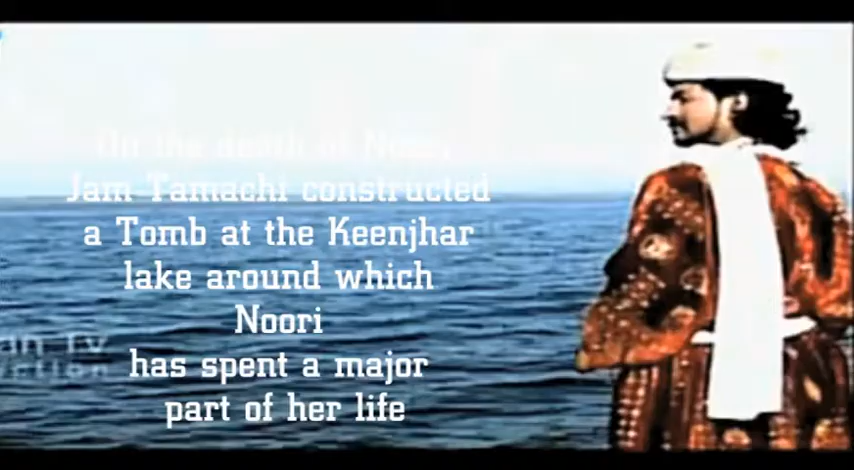 On the death of Noori
Jam Tamachi constructed
a Tomb at the Keenjhar
lake around which
Noori
has spent a major
part of her life
Tv